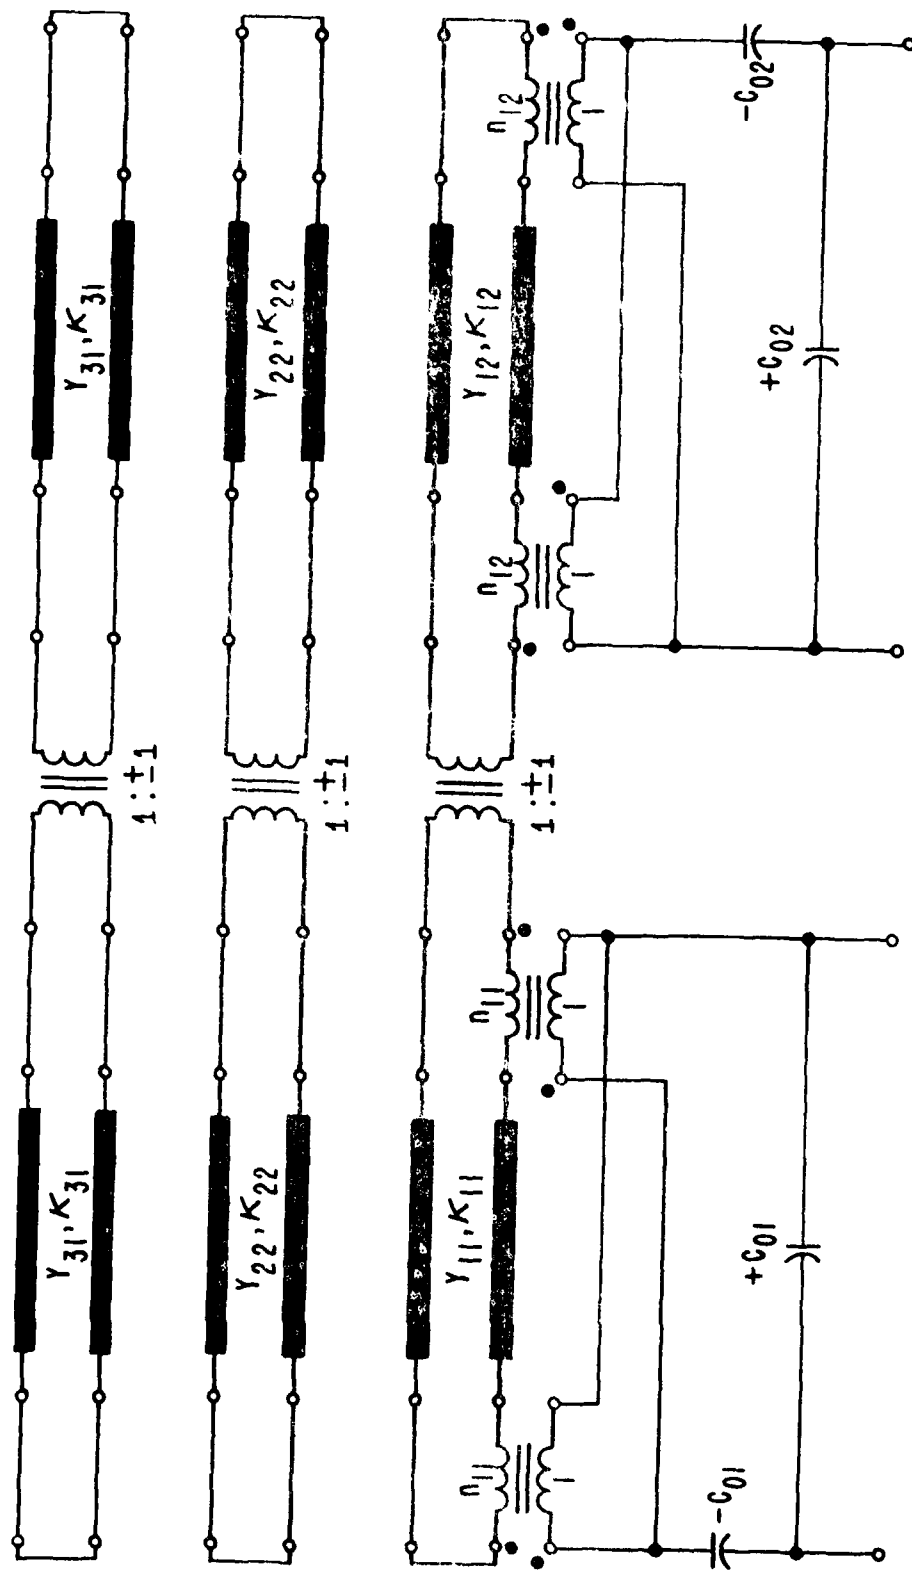 Y₃₁, K₃₁
1:±1
Y₃₁, K₃₁
Y₂₂, K₂₂
1:±1
Y₂₂, K₂₂
Y₁₁, K₁₁
1:±1
Y₁₂, K₁₂
n₁₁
n₁₁
n₁₂
n₁₂
1
1
1
1
-C₀₁
+C₀₁
+C₀₂
-C₀₂